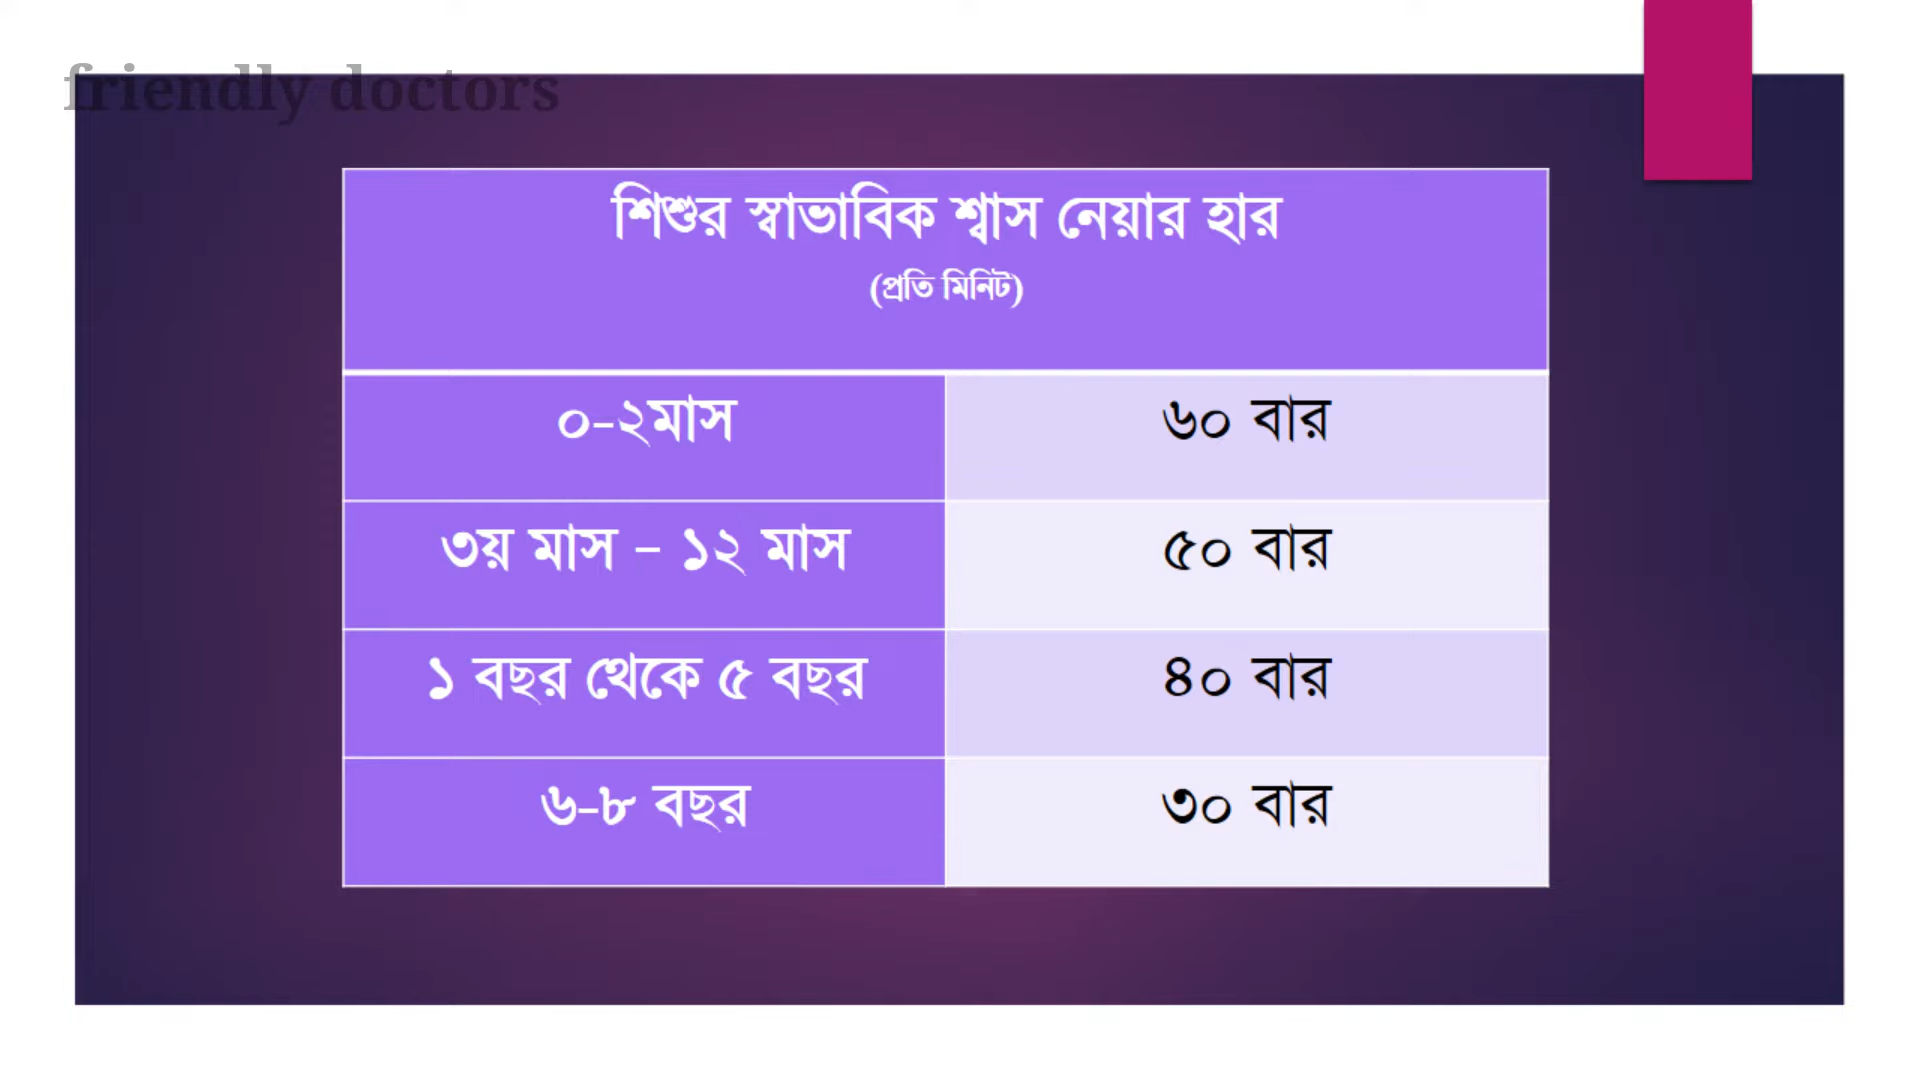 friendly doctors
শিশুর স্বাভাবিক শ্বাস নেয়ার হার
(প্রতি মিনিট)
০-২মাস
৬০ বার
৩য় মাস – ১২ মাস
৫০ বার
১ বছর থেকে ৫ বছর
৪০ বার
৬-৮ বছর
৩০ বার